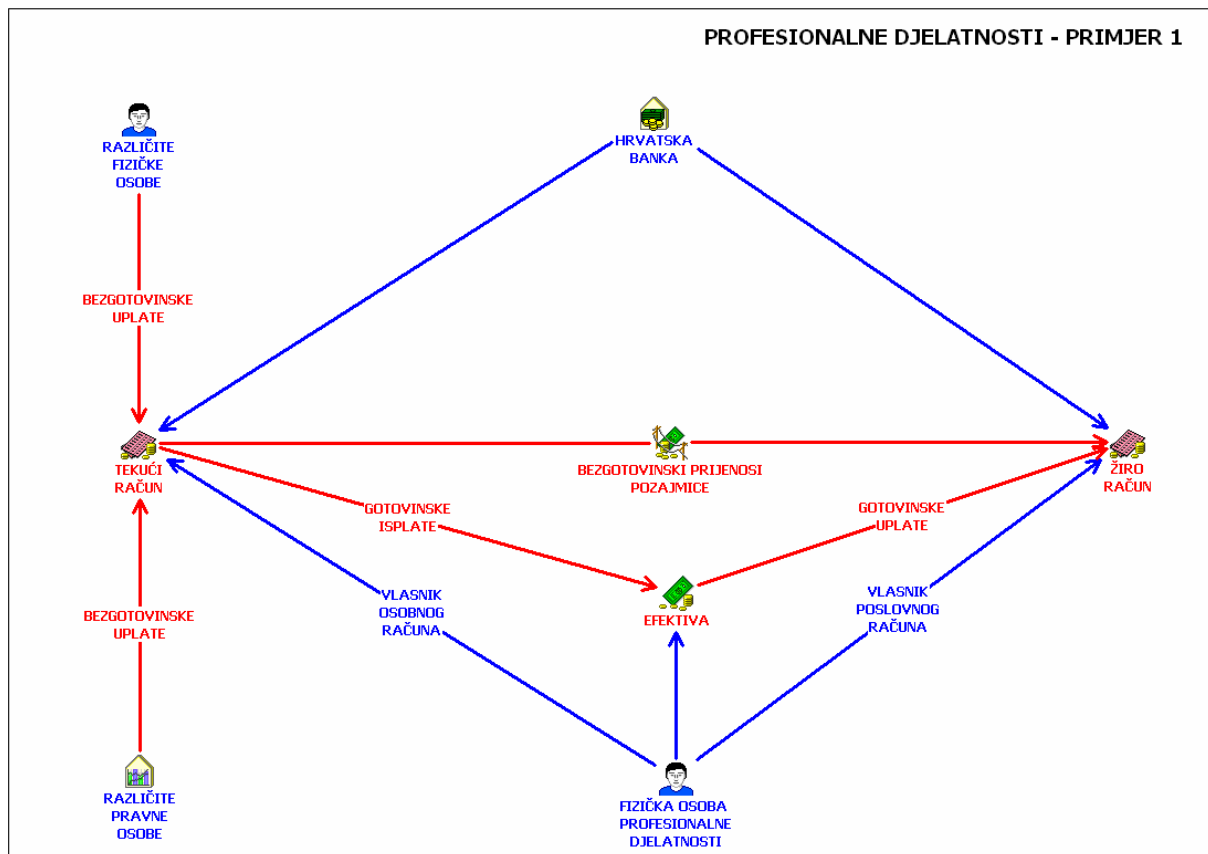 PROFESIONALNE DJELATNOSTI - PRIMJER 1
RAZLIČITE
FIZIČKE
OSOBE
HRVATSKA
BANKA
BEZGOTOVINSKE
UPLATE
TEKUĆI
RAČUN
BEZGOTOVINSKI PRIJENOSI
POZAJMICE
ŽIRO
RAČUN
GOTOVINSKE
ISPLATE
GOTOVINSKE
UPLATE
BEZGOTOVINSKE
UPLATE
VLASNIK
OSOBNOG
RAČUNA
EFEKTIVA
VLASNIK
POSLOVNOG
RAČUNA
RAZLIČITE
PRAVNE
OSOBE
FIZIČKA OSOBA
PROFESIONALNE
DJELATNOSTI